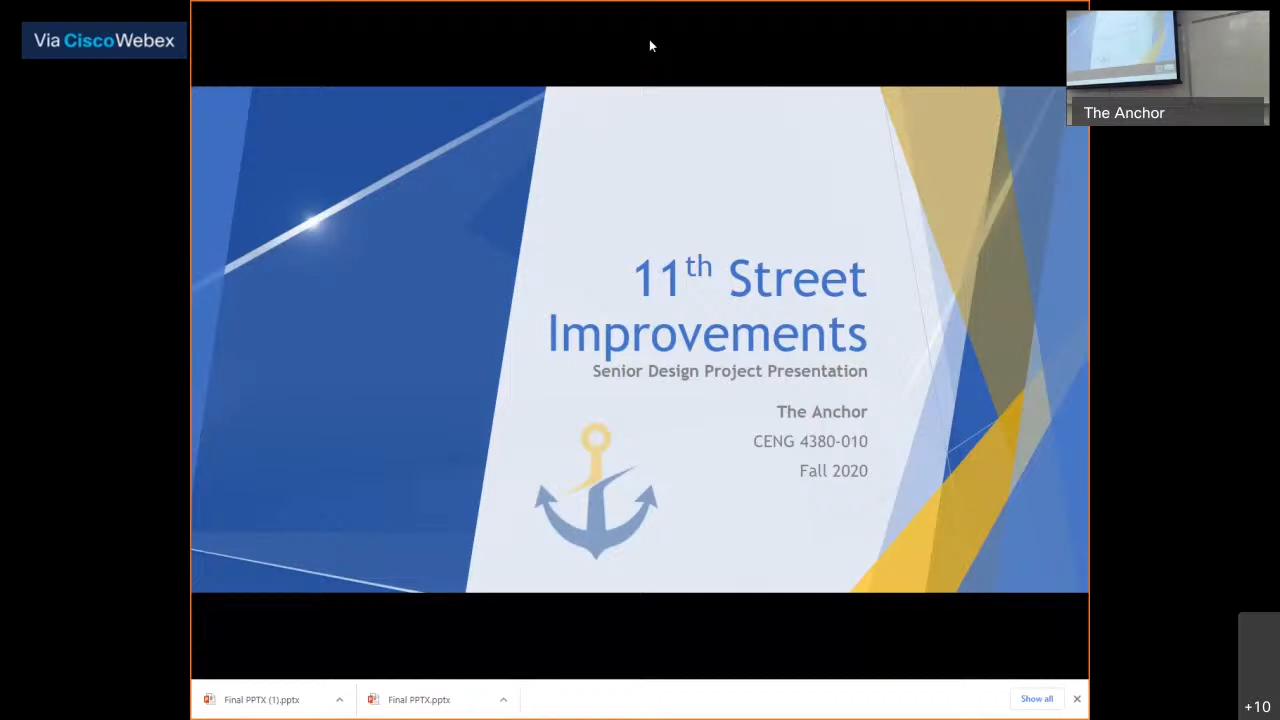 Via CiscoWebex
The Anchor
11th Street
Improvements
Senior Design Project Presentation
The Anchor
CENG 4380-010
Fall 2020
Final PPTX (1).pptx
Final PPTX.pptx
Show all
+10